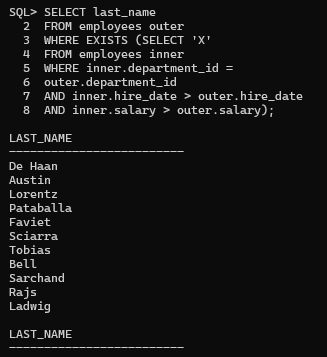 SQL> SELECT last_name
2 FROM employees outer
3 WHERE EXISTS (SELECT 'X'
4 FROM employees inner
5 WHERE inner.department_id =
6 outer.department_id
7 AND inner.hire_date > outer.hire_date
8 AND inner.salary > outer.salary);
LAST_NAME
-------------------------
De Haan
Austin
Lorentz
Pataballa
Faviet
Sciarra
Tobias
Bell
Sarchand
Rajs
Ladwig
LAST_NAME
-------------------------